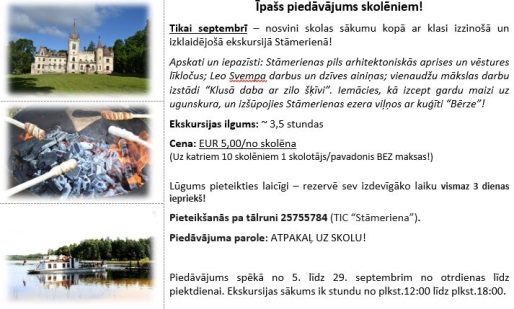 Īpašs piedāvājums skolēniem!
Tikai septembrī – nosvini skolas sākumu kopā ar klasi izzinošā un
izklaidējošā ekskursijā Stāmerienā!
Apskati un iepazīsti: Stāmerienas pils arhitektoniskās aprises un vēstures
līkločus; Leo Svempa darbus un dzīves ainiņas; vienaudžu mākslas darbu
izstādi “Klusā daba ar zilo šķīvi”. Iemācies, kā izcept gardu maizi uz
ugunskura, un izšūpojies Stāmerienas ezera viļņos ar kuģīti “Bērze”!
Ekskursijas ilgums: ~ 3,5 stundas
Cena: EUR 5,00/no skolēna
(Uz katriem 10 skolēniem 1 skolotājs/pavadonis BEZ maksas!)
Lūgums pieteikties laicīgi – rezervē sev izdevīgāko laiku vismaz 3 dienas
iepriekš!
Pieteikšanās pa tālruni 25755784 (TIC “Stāmeriena”).
Piedāvājuma parole: ATPAKAĻ UZ SKOLU!
Piedāvājums spēkā no 5. līdz 29. septembrim no otrdienas līdz
piektdienai. Ekskursijas sākums ik stundu no plkst.12:00 līdz plkst.18:00.